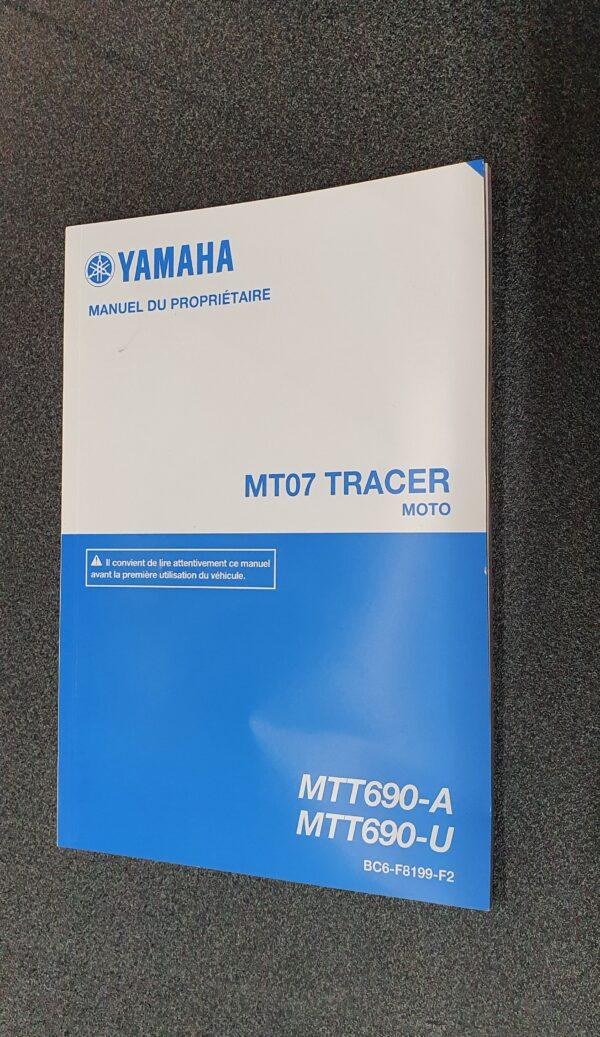 YAMAHA
MANUEL DU PROPRIÉTAIRE
MT07 TRACER
MOTO
Il convient de lire attentivement ce manuel
avant la première utilisation du véhicule.
MTT690-A
MTT690-U
BC6-F8199-F2